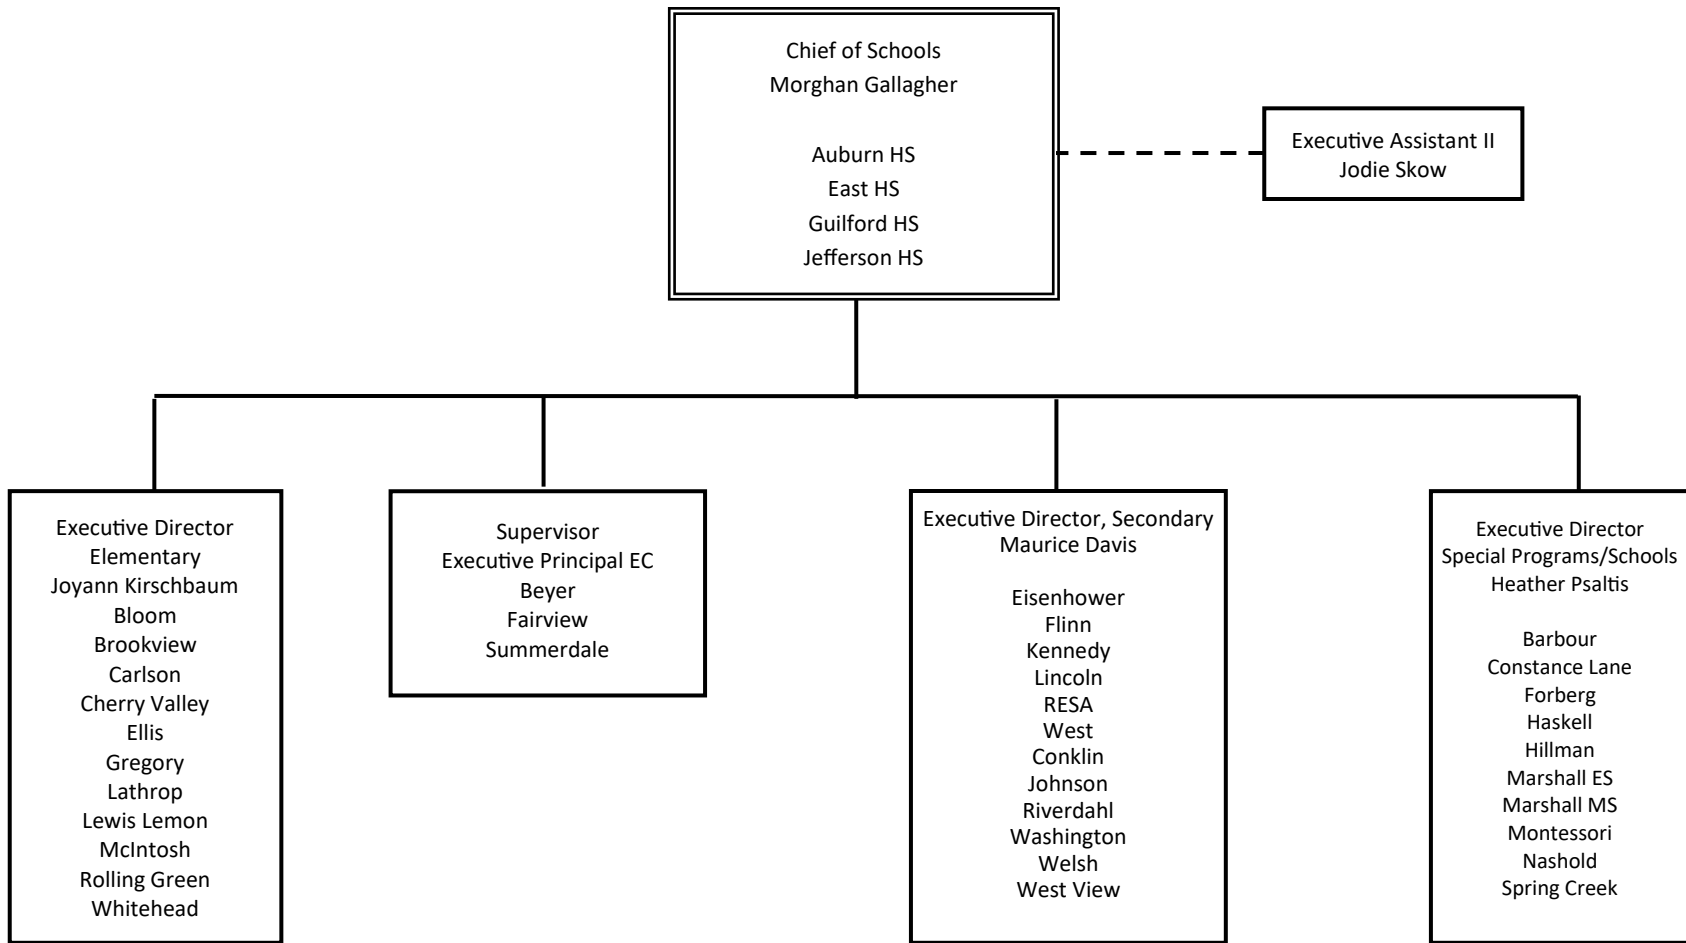 Chief of Schools
Morghan Gallagher
Auburn HS
East HS
Guilford HS
Jefferson HS
Executive Assistant II
Jodie Skow
Executive Director
Elementary
Joyann Kirschbaum
Bloom
Brookview
Carlson
Cherry Valley
Ellis
Gregory
Lathrop
Lewis Lemon
McIntosh
Rolling Green
Whitehead
Supervisor
Executive Principal EC
Beyer
Fairview
Summerdale
Executive Director, Secondary
Maurice Davis
Eisenhower
Flinn
Kennedy
Lincoln
RESA
West
Conklin
Johnson
Riverdahl
Washington
Welsh
West View
Executive Director
Special Programs/Schools
Heather Psaltis
Barbour
Constance Lane
Forberg
Haskell
Hillman
Marshall ES
Marshall MS
Montessori
Nashold
Spring Creek